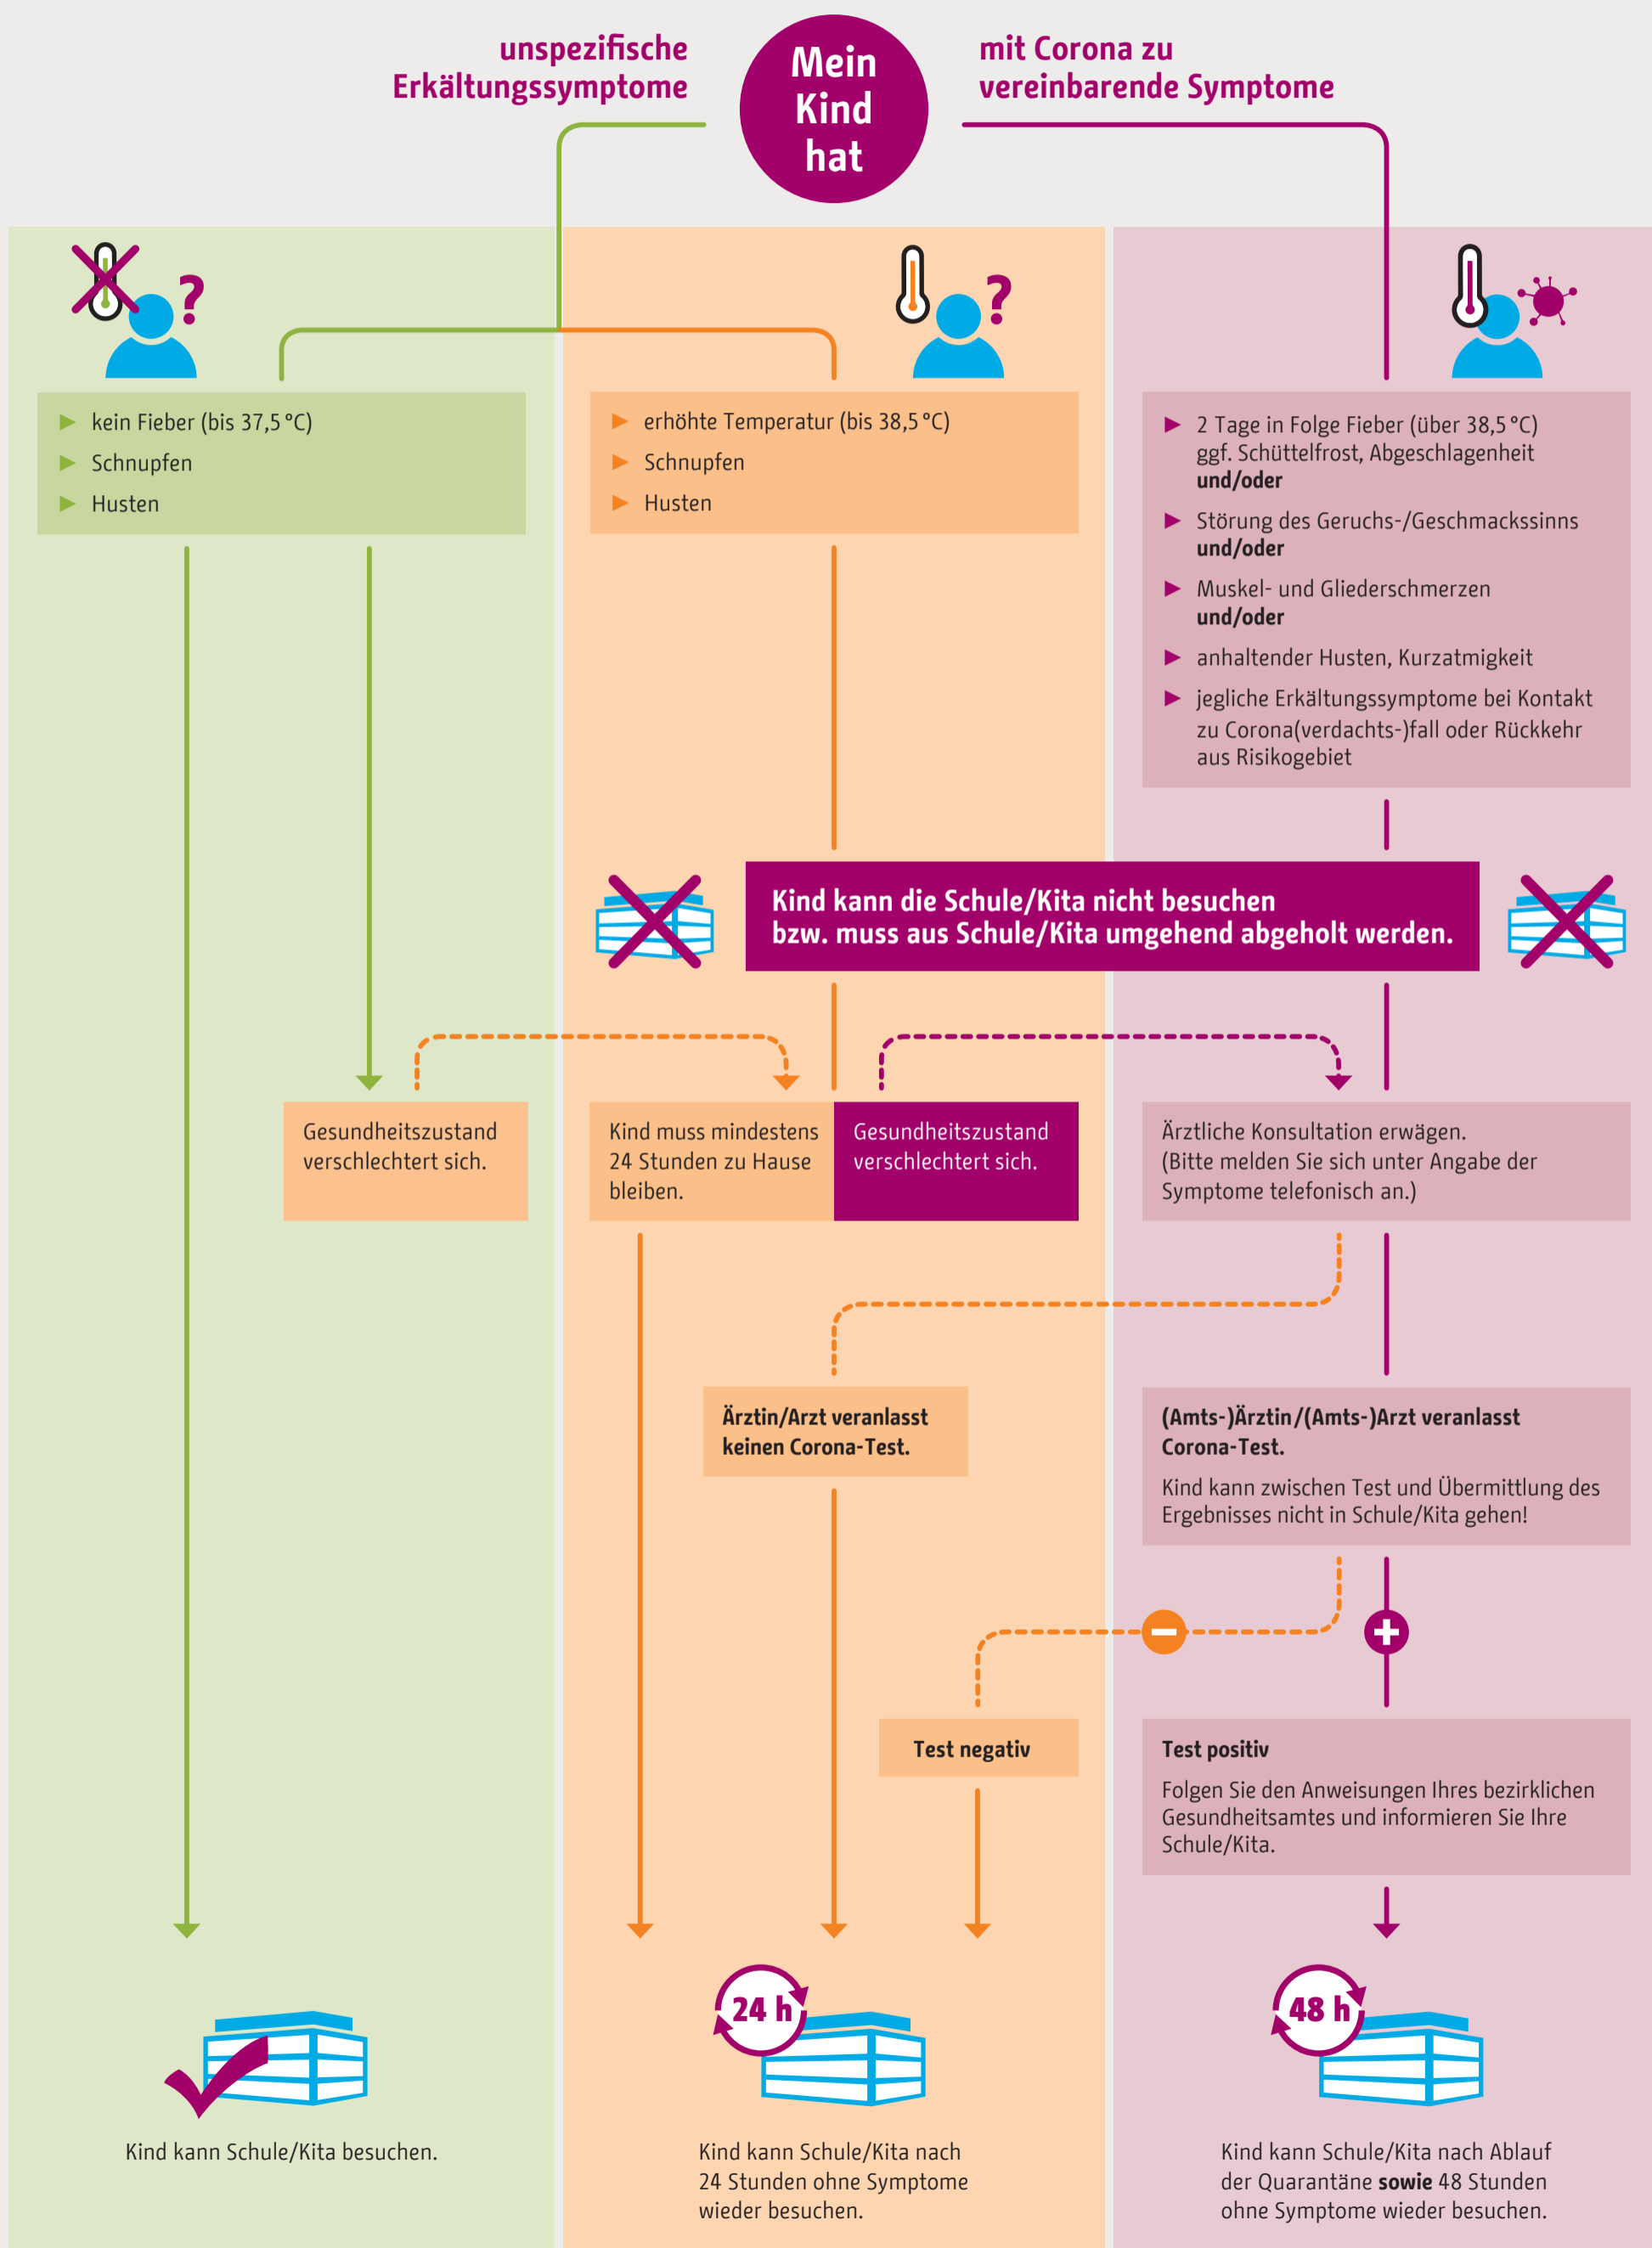 unspezifische
Erkältungssymptome
Mein
Kind
hat
mit Corona zu
vereinbarende Symptome
?
?
kein Fieber (bis 37,5 °C)
Schnupfen
Husten
erhöhte Temperatur (bis 38,5 °C)
Schnupfen
Husten
2 Tage in Folge Fieber (über 38,5 °C)
ggf. Schüttelfrost, Abgeschlagenheit
und/oder
Störung des Geruchs-/Geschmackssinns
und/oder
Muskel- und Gliederschmerzen
und/oder
anhaltender Husten, Kurzatmigkeit
jegliche Erkältungssymptome bei Kontakt
zu Corona(verdachts-)fall oder Rückkehr
aus Risikogebiet
Kind kann die Schule/Kita nicht besuchen
bzw. muss aus Schule/Kita umgehend abgeholt werden.
Gesundheitszustand
verschlechtert sich.
Kind muss mindestens
24 Stunden zu Hause
bleiben.
Gesundheitszustand
verschlechtert sich.
Ärztliche Konsultation erwägen.
(Bitte melden Sie sich unter Angabe der
Symptome telefonisch an.)
Ärztin/Arzt veranlasst
keinen Corona-Test.
(Amts-)Ärztin/(Amts-)Arzt veranlasst
Corona-Test.
Kind kann zwischen Test und Übermittlung des
Ergebnisses nicht in Schule/Kita gehen!
Test negativ
Test positiv
Folgen Sie den Anweisungen Ihres bezirklichen
Gesundheitsamtes und informieren Sie Ihre
Schule/Kita.
Kind kann Schule/Kita besuchen.
24 h
Kind kann Schule/Kita nach
24 Stunden ohne Symptome
wieder besuchen.
48 h
Kind kann Schule/Kita nach Ablauf
der Quarantäne sowie 48 Stunden
ohne Symptome wieder besuchen.